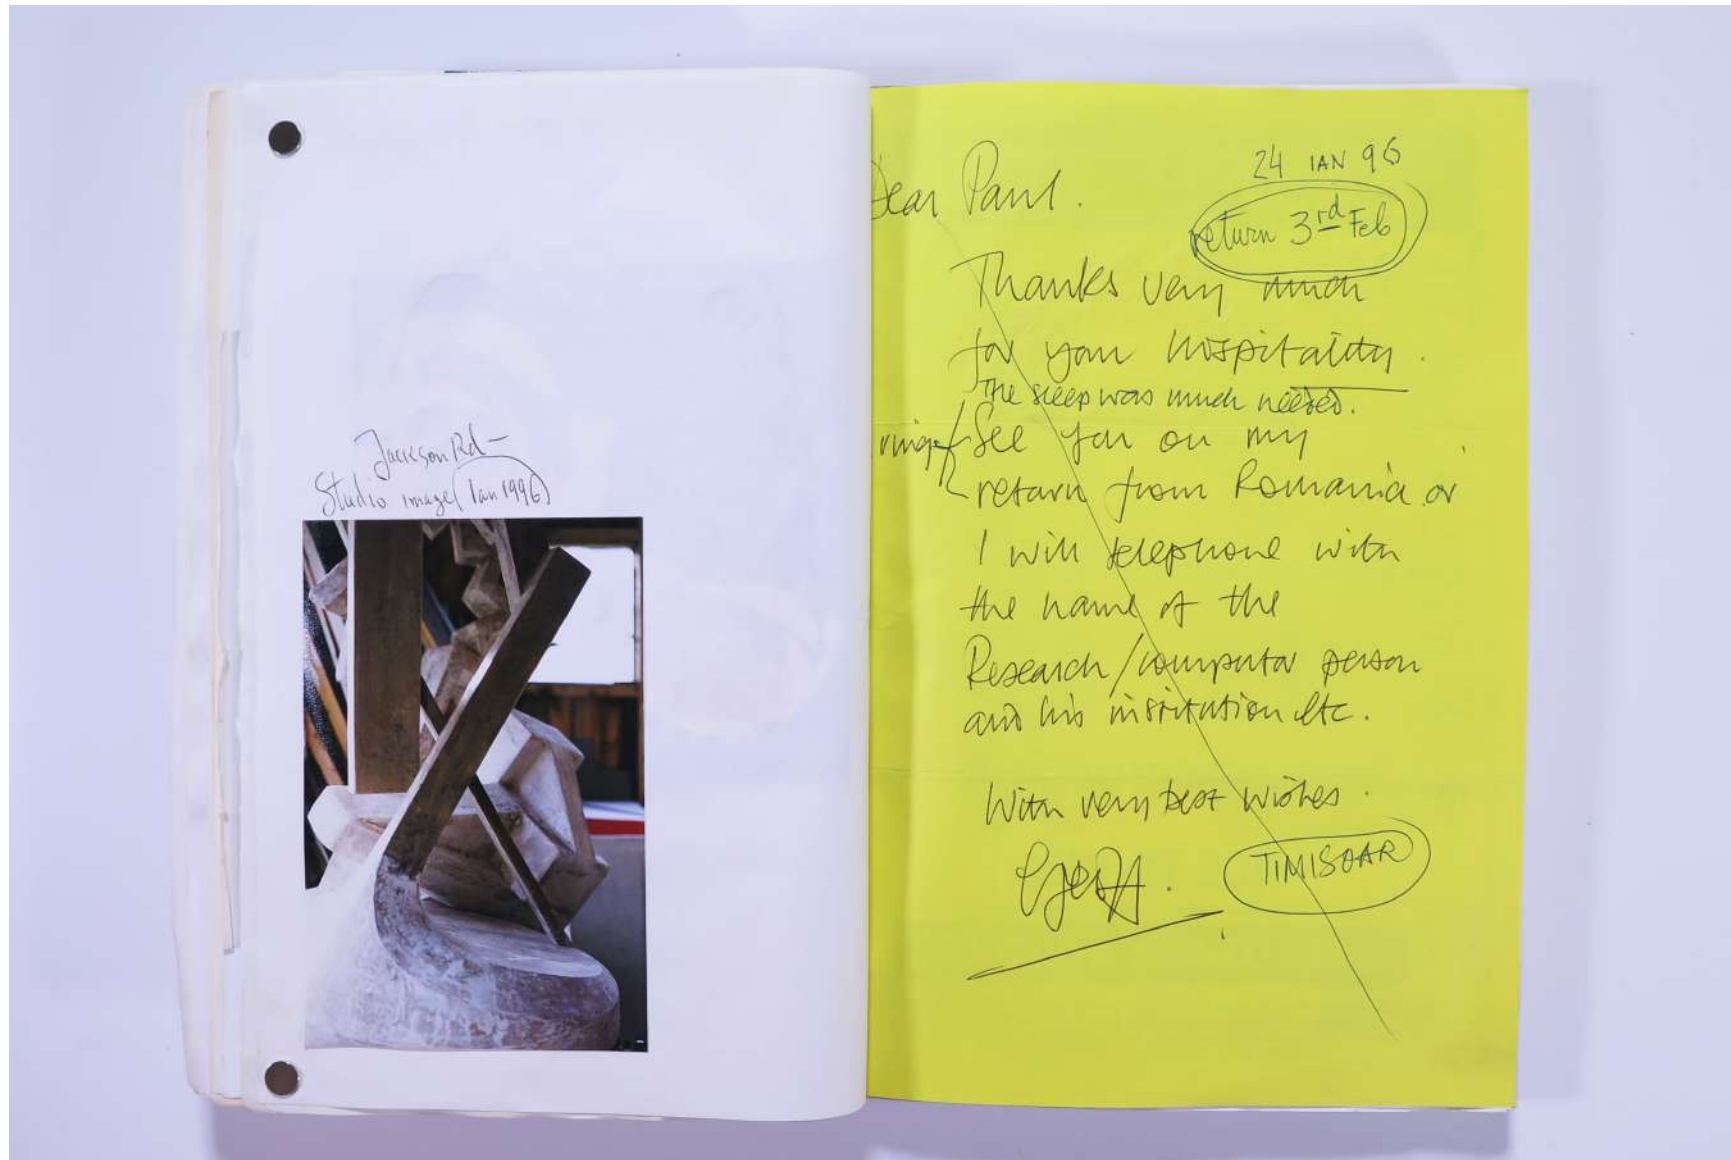 Jackson Rd –
Studio image (Jan 1996)
24 IAN 96
Dear Paul.
return 3rd Feb
Thanks very much
for your hospitality.
The sleep was much needed.
See you on my
return from Romania or
I will telephone with
the name of the
Research/computer person
and his institution etc.
With very best wishes.
TIMISOAR